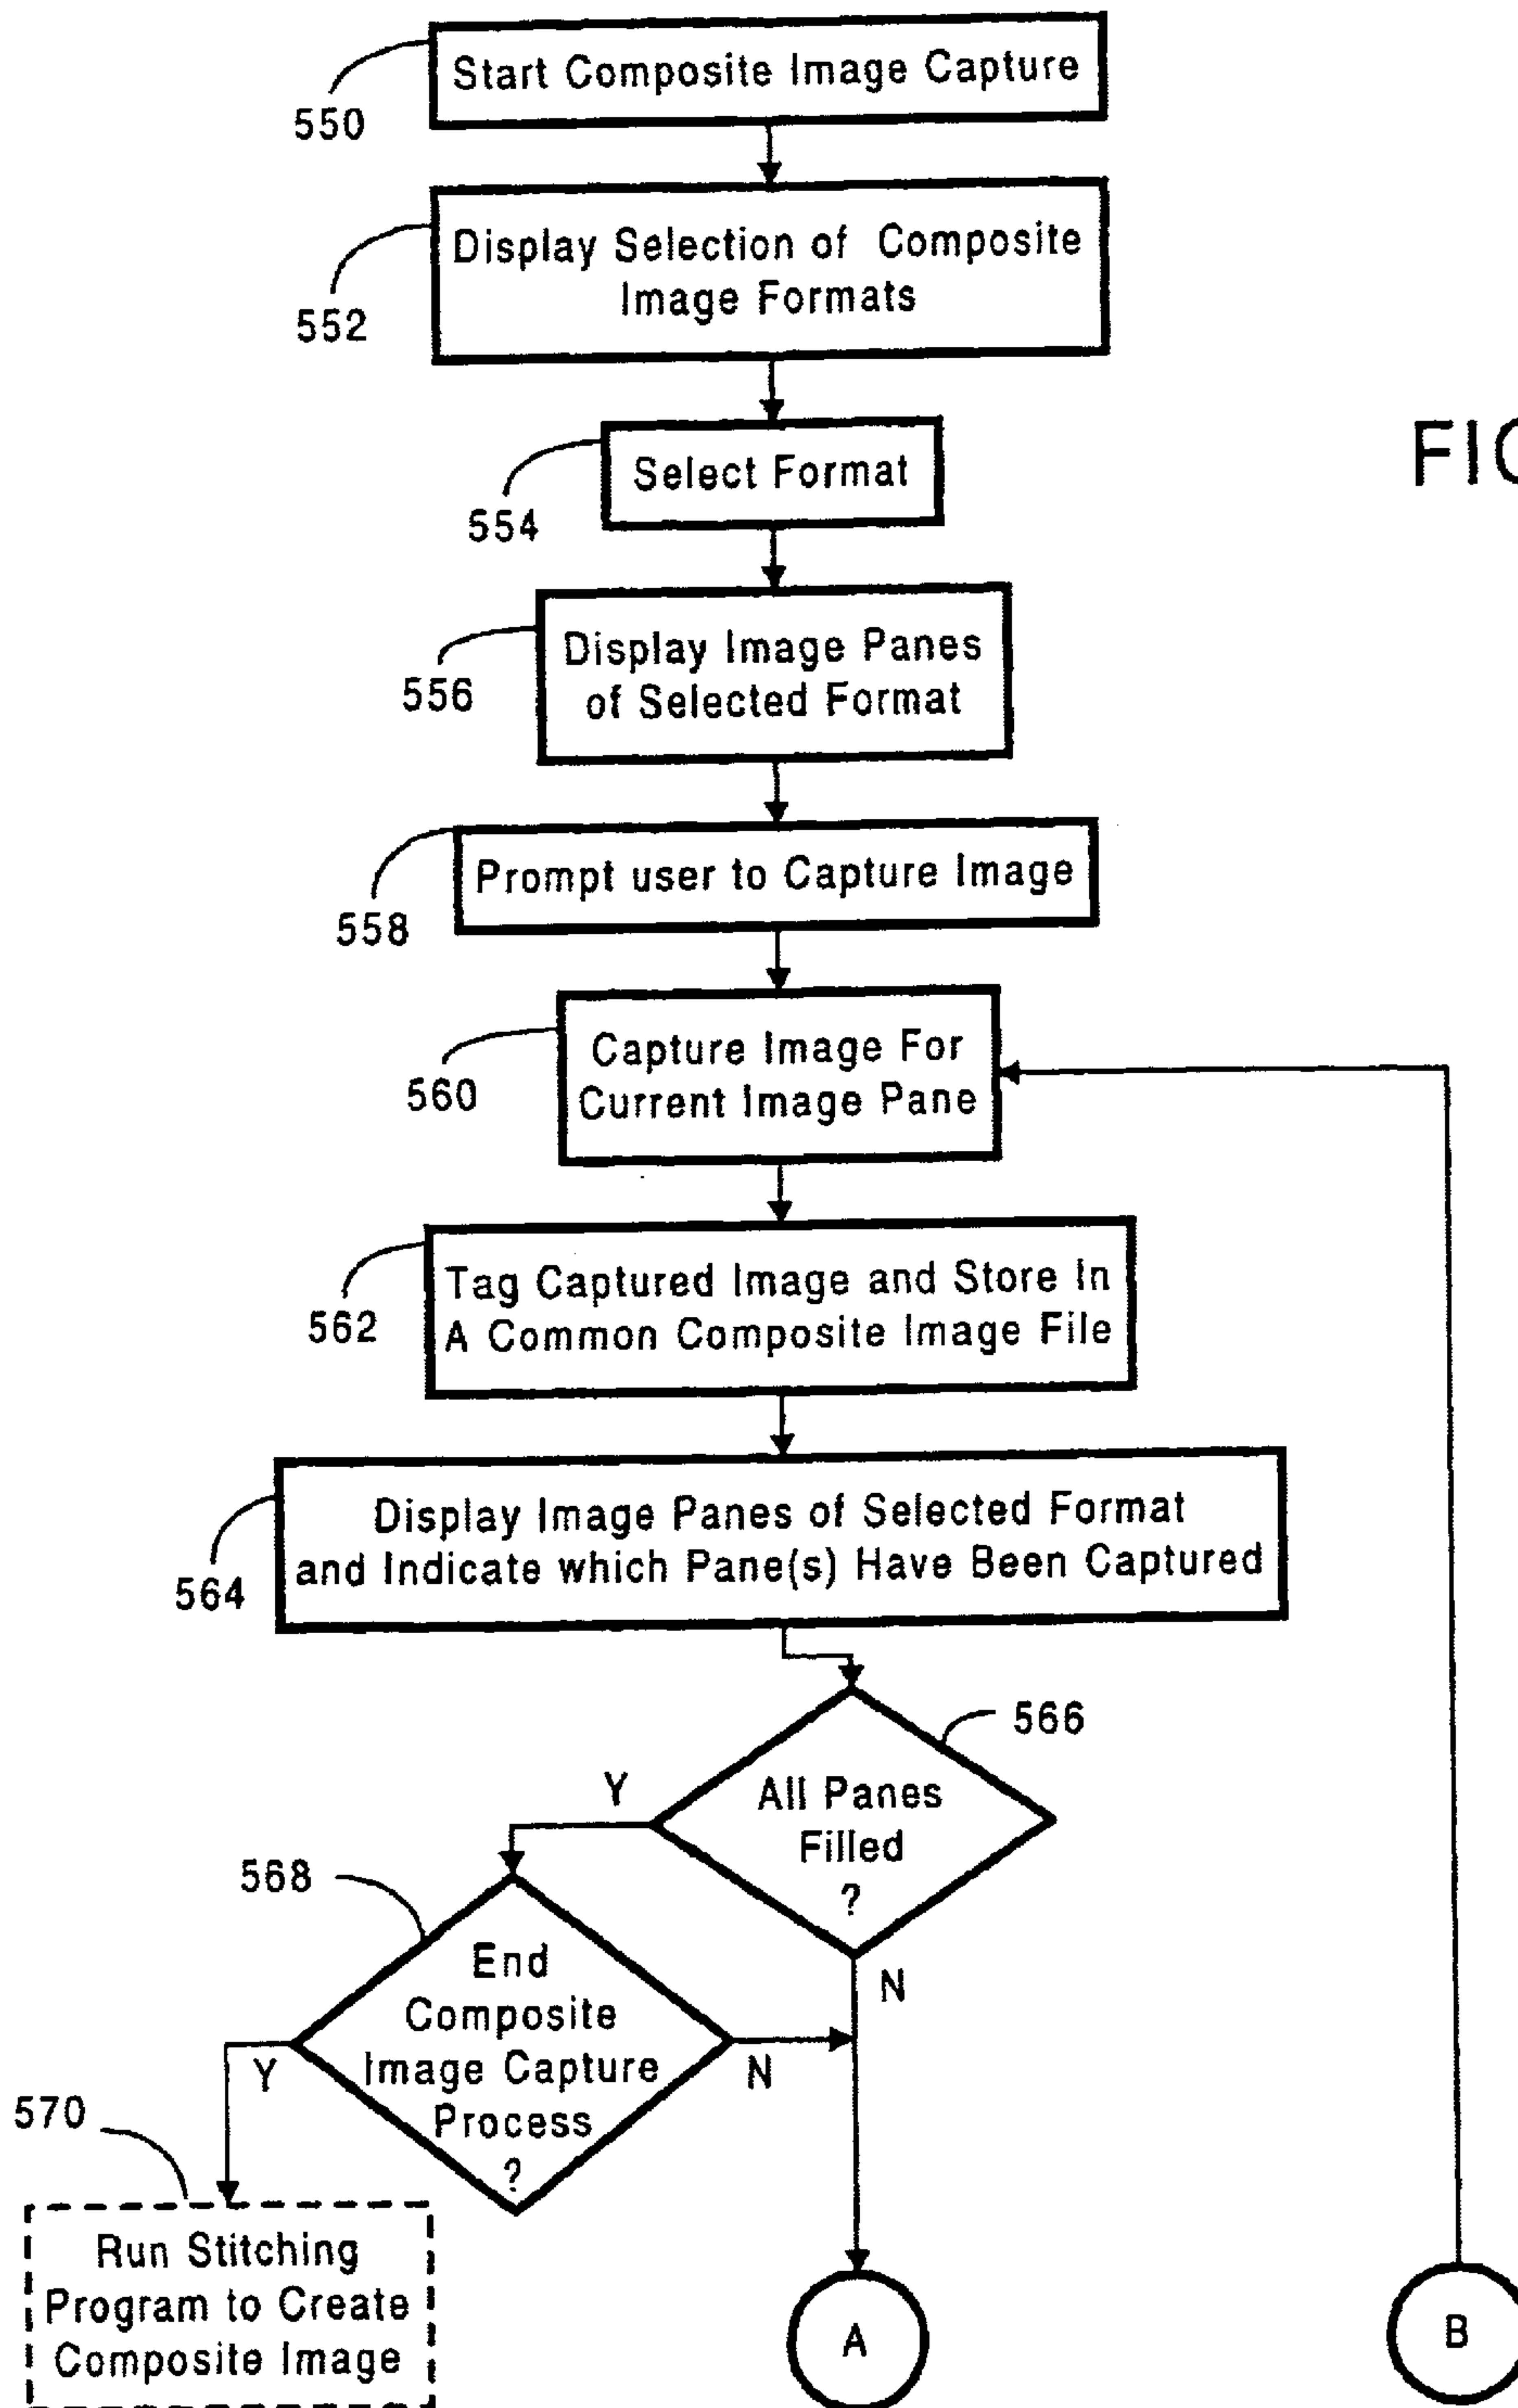 Start Composite Image Capture
550
Display Selection of Composite
Image Formats
552
Select Format
554
FIG
Display Image Panes
of Selected Format
556
Prompt user to Capture Image
558
Capture Image For
Current Image Pane
560
Tag Captured Image and Store In
A Common Composite Image File
562
Display Image Panes of Selected Format
and Indicate which Pane(s) Have Been Captured
564
566
All Panes
Filled
?
Y
N
568
End
Composite
Image Capture
Process
?
Y
N
570
Run Stitching
Program to Create
Composite Image
A
B